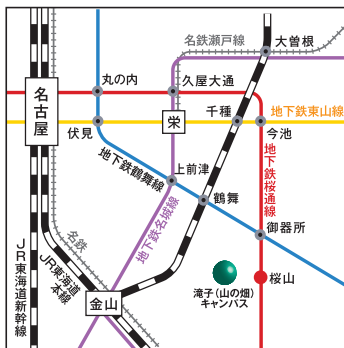 名鉄瀬戸線
大曽根
丸の内
久屋大通
名古屋
栄
千種
地下鉄東山線
伏見
今池
地下鉄鶴舞線
上前津
地下鉄桜通線
鶴舞
地下鉄名城線
御器所
名鉄
JR東海道新幹線
JR東海道
本線
金山
滝子(山の畑)
キャンパス
桜山